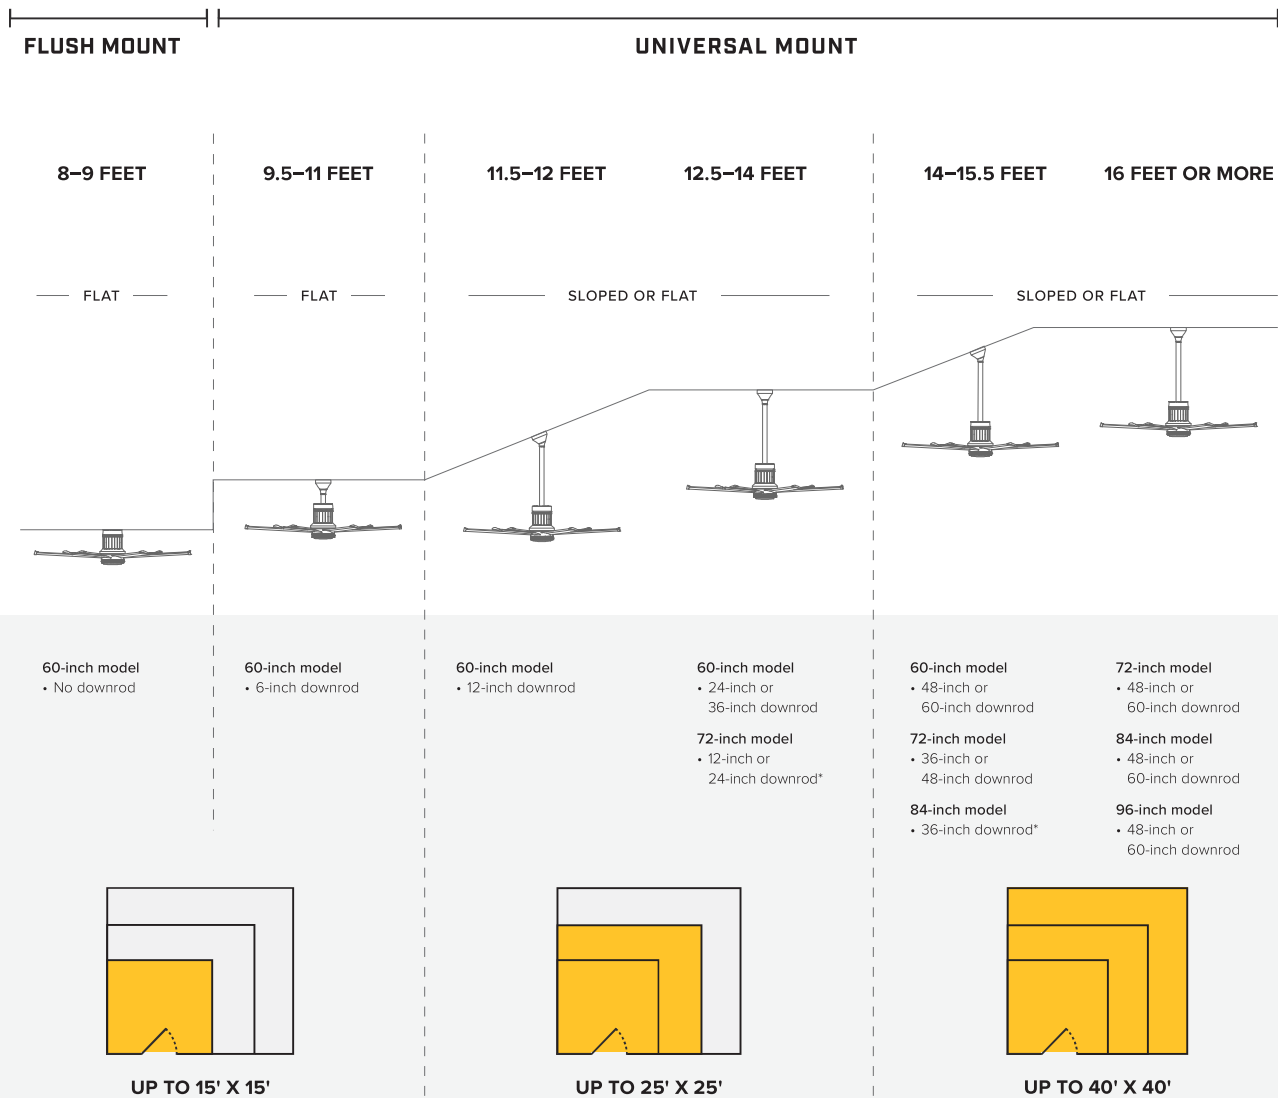 FLUSH MOUNT
UNIVERSAL MOUNT
8–9 FEET
9.5–11 FEET
11.5–12 FEET
12.5–14 FEET
14–15.5 FEET
16 FEET OR MORE
FLAT
FLAT
SLOPED OR FLAT
SLOPED OR FLAT
60-inch model
• No downrod
60-inch model
• 6-inch downrod
60-inch model
• 12-inch downrod
60-inch model
• 24-inch or
36-inch downrod
72-inch model
• 12-inch or
24-inch downrod*
60-inch model
• 48-inch or
60-inch downrod
72-inch model
• 36-inch or
48-inch downrod
84-inch model
• 36-inch downrod*
72-inch model
• 48-inch or
60-inch downrod
84-inch model
• 48-inch or
60-inch downrod
96-inch model
• 48-inch or
60-inch downrod
UP TO 15' X 15'
UP TO 25' X 25'
UP TO 40' X 40'